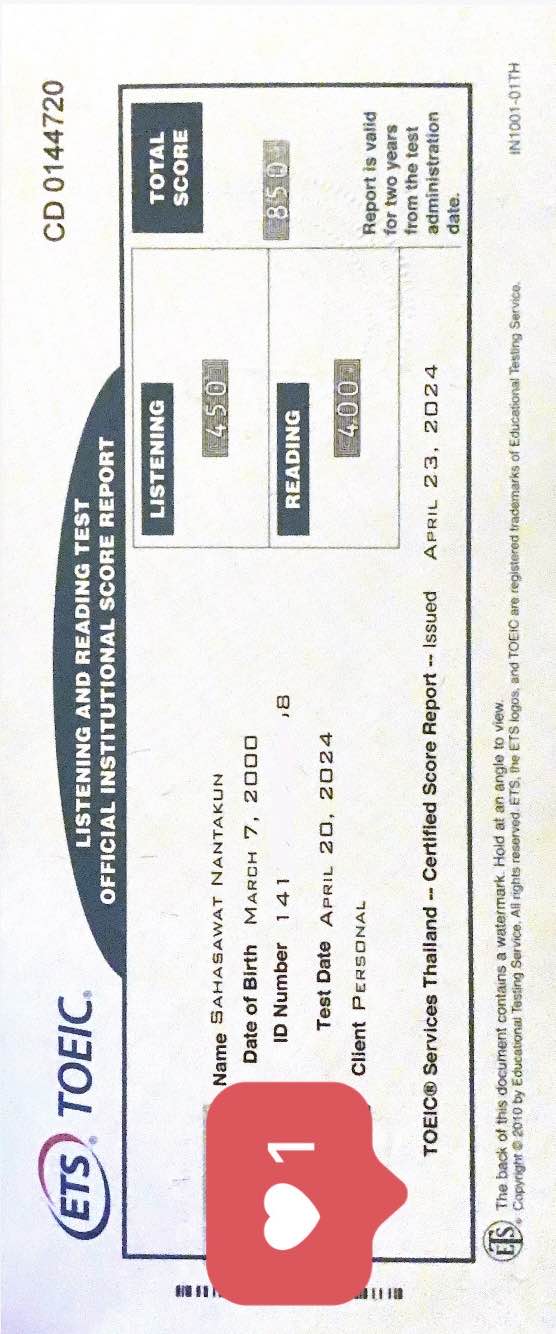 ETS® TOEIC®
CD 0144720
LISTENING AND READING TEST
OFFICIAL INSTITUTIONAL SCORE REPORT
Name SAHASAWAT NANTAKUN
Date of Birth MARCH 7, 2000
ID Number 141 8
Test Date APRIL 20, 2024
Client PERSONAL
1
LISTENING
450
READING
400
TOTAL
SCORE
850
Report is valid
for two years
from the test
administration
date.
TOEIC® Services Thailand -- Certified Score Report -- Issued APRIL 23, 2024
ETS
The back of this document contains a watermark. Hold at an angle to view.
Copyright © 2010 by Educational Testing Service. All rights reserved. ETS, the ETS logos, and TOEIC are registered trademarks of Educational Testing Service.
IN1001-01TH